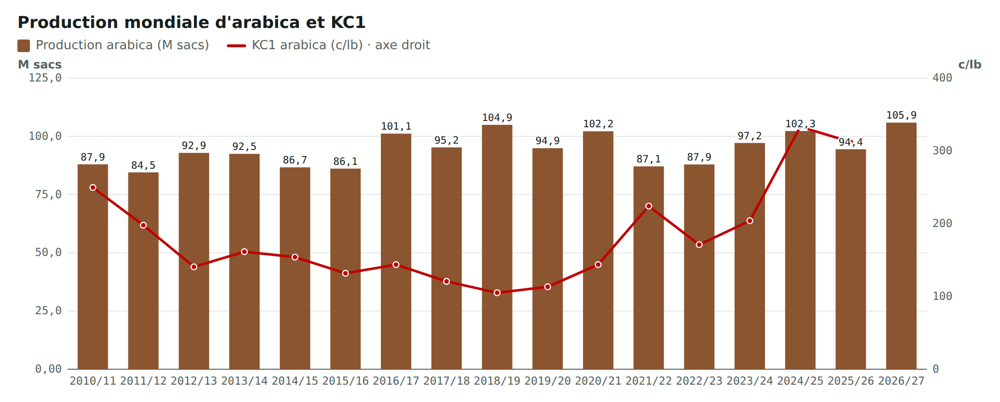 Production mondiale d'arabica et KC1
Production arabica (M sacs) KC1 arabica (c/lb) · axe droit
M sacs c/lb
125,0 400
104,9 105,9
101,1 102,2 102,3
100,0 97,2
92,9 92,5 95,2 94,9 94,4
300
87,9 87,1 87,9
84,5 86,7 86,1
75,0
200
50,0
100
25,0
0,00 0
2010/11 2011/12 2012/13 2013/14 2014/15 2015/16 2016/17 2017/18 2018/19 2019/20 2020/21 2021/22 2022/23 2023/24 2024/25 2025/26 2026/27